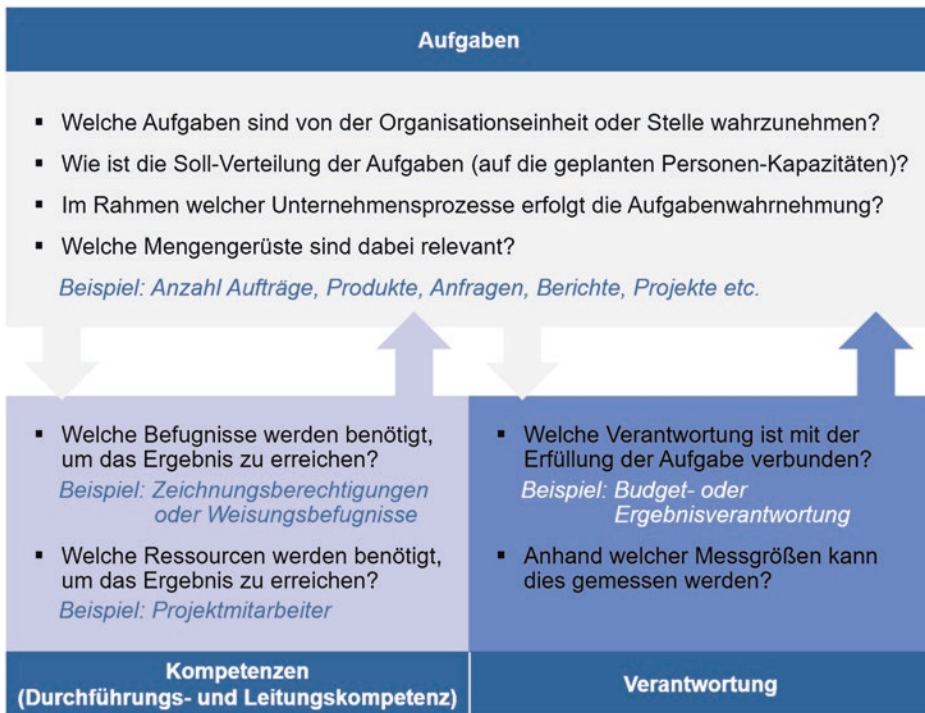 Aufgaben
▪ Welche Aufgaben sind von der Organisationseinheit oder Stelle wahrzunehmen?
▪ Wie ist die Soll-Verteilung der Aufgaben (auf die geplanten Personen-Kapazitäten)?
▪ Im Rahmen welcher Unternehmensprozesse erfolgt die Aufgabenwahrnehmung?
▪ Welche Mengengerüste sind dabei relevant?
Beispiel: Anzahl Aufträge, Produkte, Anfragen, Berichte, Projekte etc.
▪ Welche Befugnisse werden benötigt,
um das Ergebnis zu erreichen?
Beispiel: Zeichnungsberechtigungen
oder Weisungsbefugnisse
▪ Welche Ressourcen werden benötigt,
um das Ergebnis zu erreichen?
Beispiel: Projektmitarbeiter
Kompetenzen
(Durchführungs- und Leitungskompetenz)
▪ Welche Verantwortung ist mit der
Erfüllung der Aufgabe verbunden?
Beispiel: Budget- oder
Ergebnisverantwortung
▪ Anhand welcher Messgrößen kann
dies gemessen werden?
Verantwortung